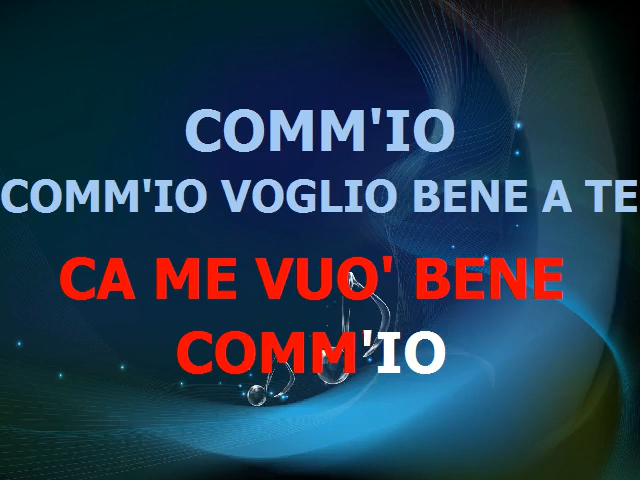 COMM'IO
COMM'IO VOGLIO BENE A TE
CA ME VUO' BENE
COMM'IO